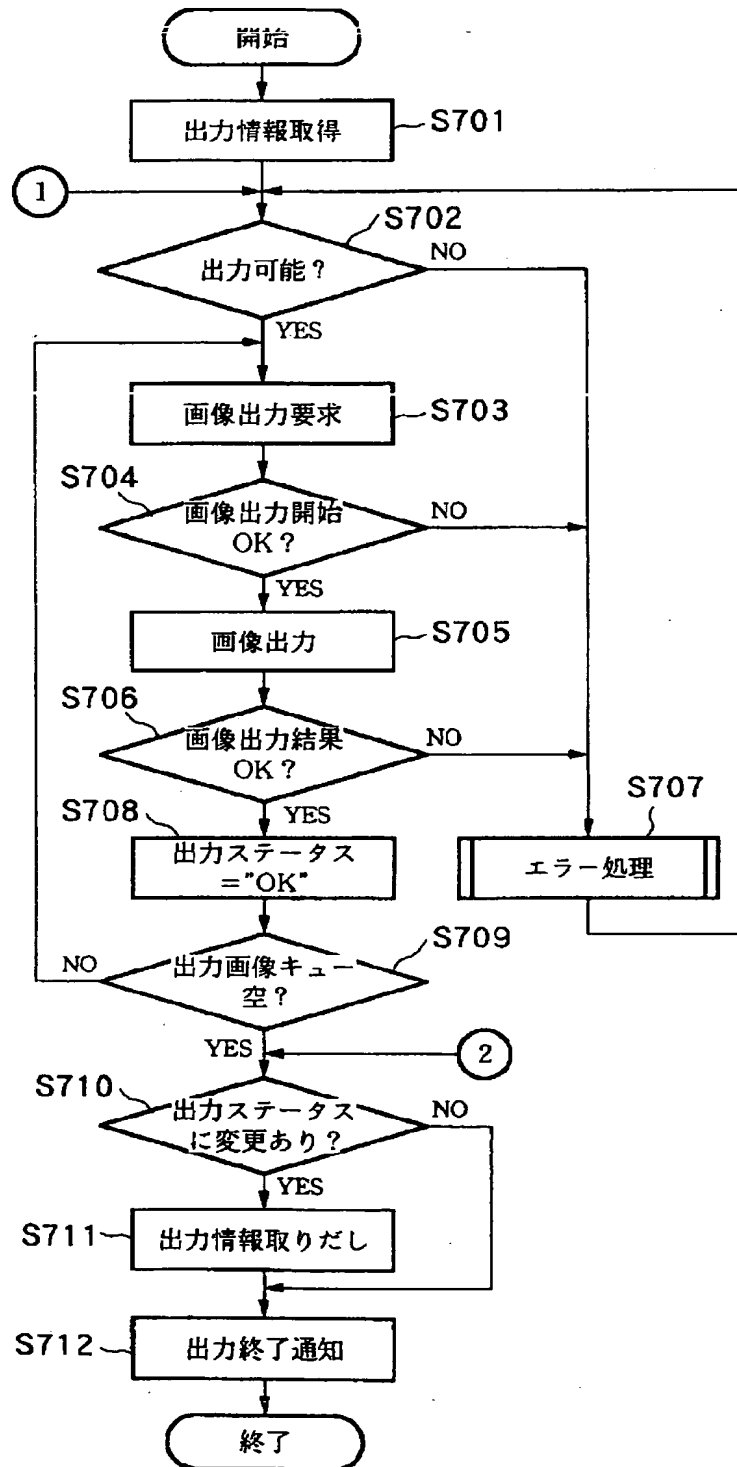 開始
出力情報取得
S701
1
S702
出力可能？
NO
YES
画像出力要求
S703
S704
画像出力開始
OK？
NO
YES
画像出力
S705
S706
画像出力結果
OK？
NO
YES
S707
エラー処理
S708
出力ステータス
="OK"
S709
出力画像キュー
空？
NO
YES
2
S710
出力ステータス
に変更あり？
NO
YES
S711
出力情報取りだし
S712
出力終了通知
終了